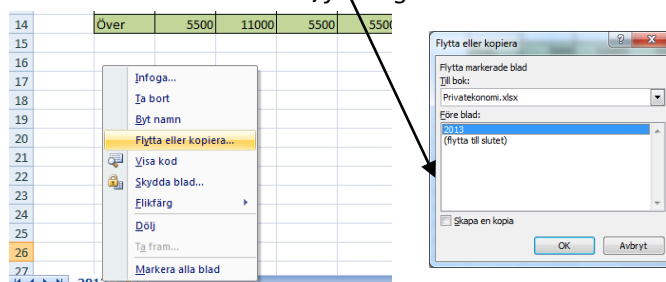 14 Över 5500 11000 5500 5500
15
16
17
18
19
20
21
22
23
24
25
26
27
Infoga...
Ta bort
Byt namn
Flytta eller kopiera...
Visa kod
Skydda blad...
Flikfärg
Dölj
Ta fram...
Markera alla blad
Flytta eller kopiera
Flytta markerade blad
Till bok:
Privatekonomi.xlsx
Före blad:
2013
(flytta till slutet)
Skapa en kopia
OK Avbryt